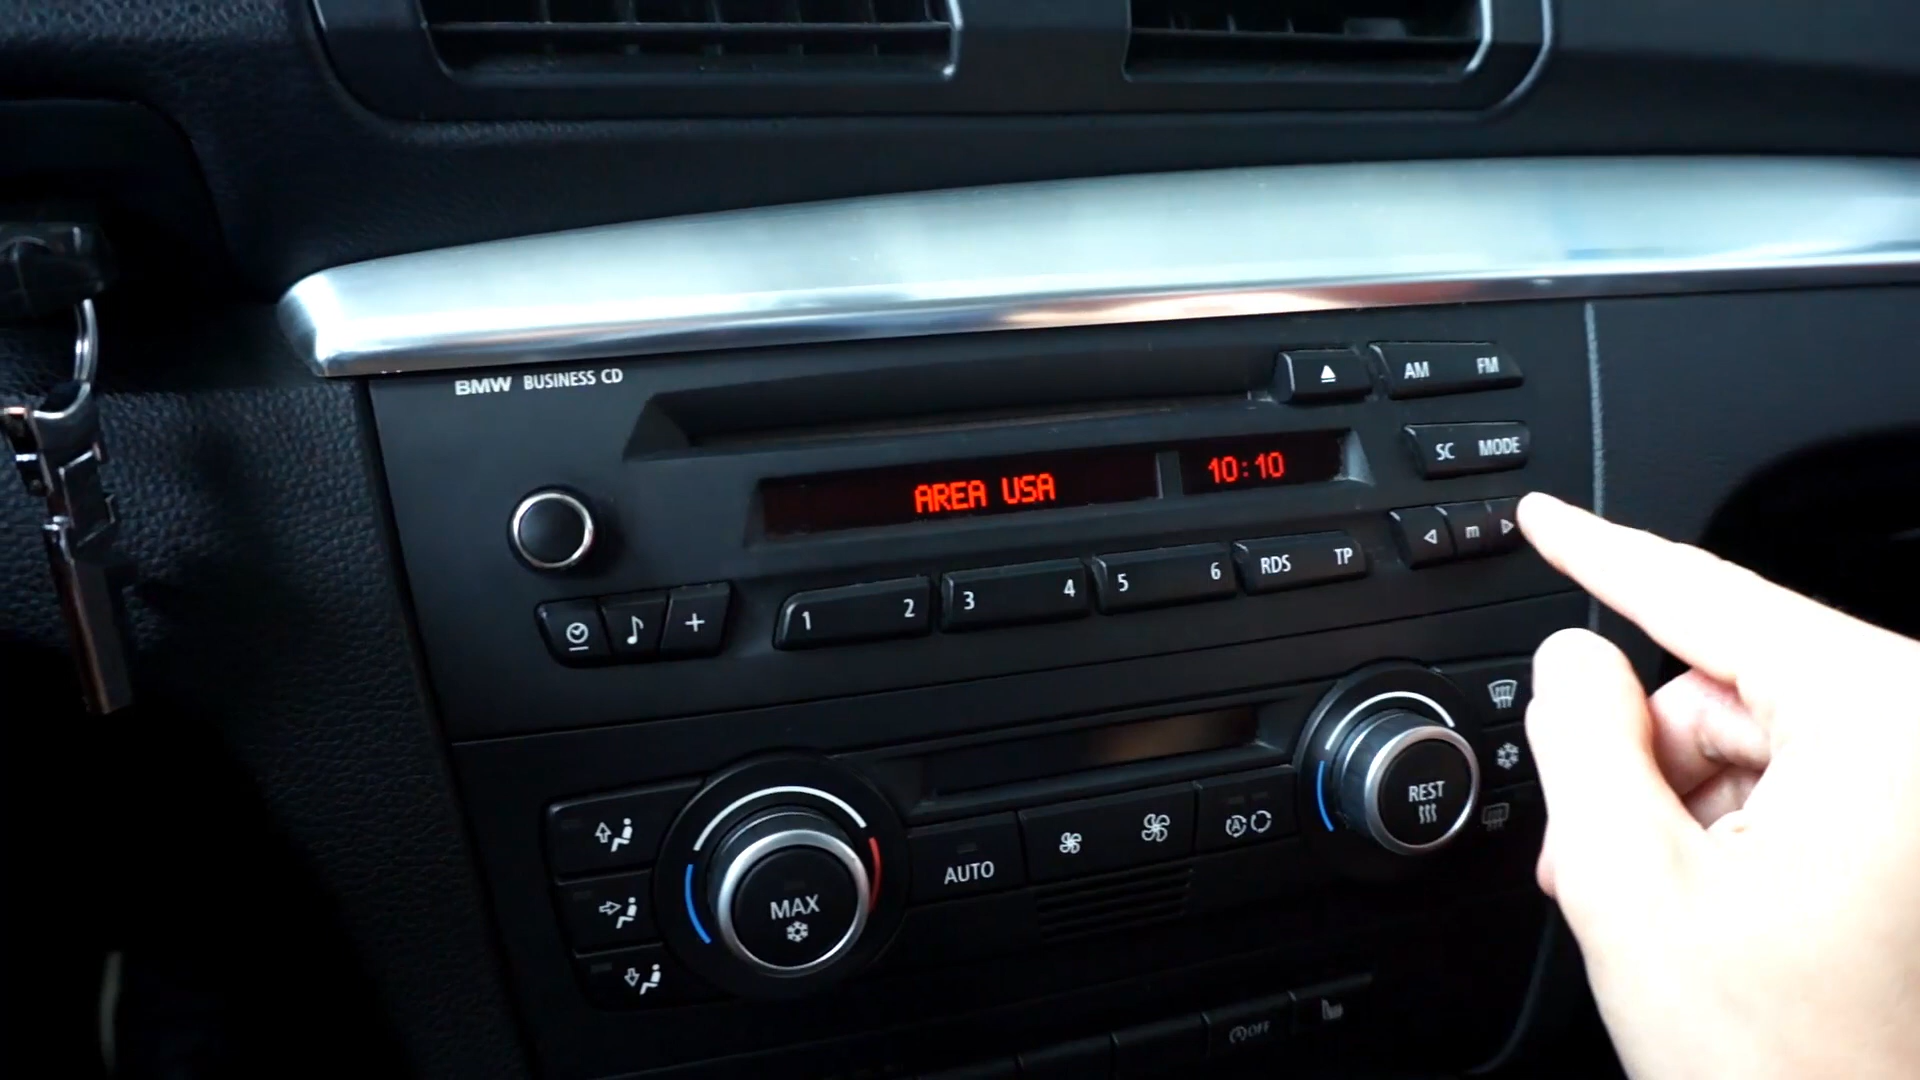 BMW BUSINESS CD
AM FM
SC MODE
AREA USA 10:10
m
1 2 3 4 5 6 RDS TP
REST
MAX
AUTO
A
A OFF